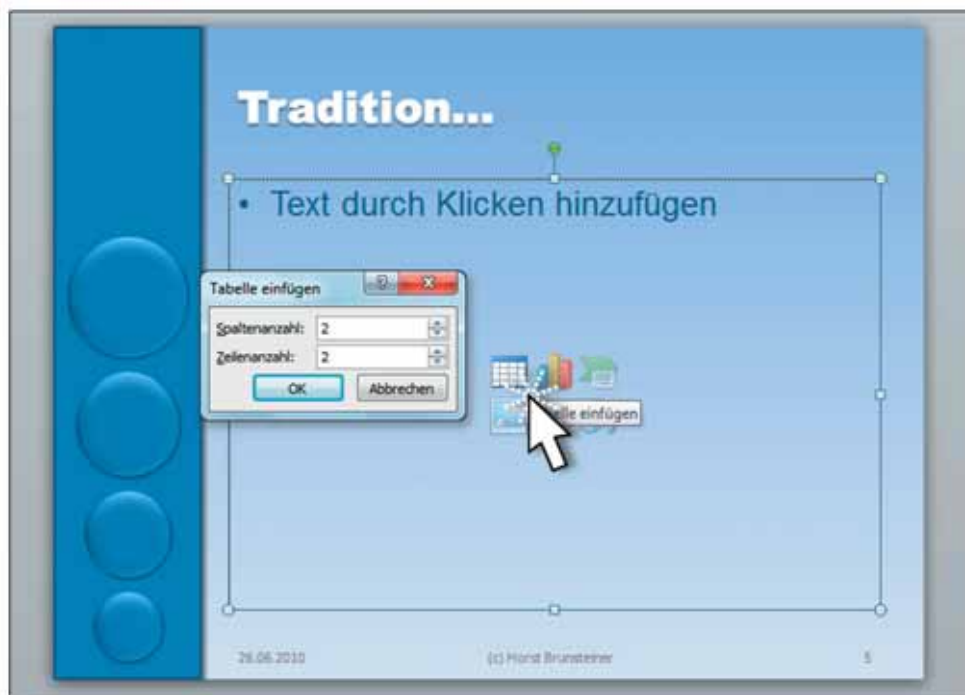 Tradition...
• Text durch Klicken hinzufügen
Tabelle einfügen
Spaltenanzahl: 2
Zeilenanzahl: 2
OK Abbrechen
einfügen
26.06.2010 (c) Horst Brunsteiner 5